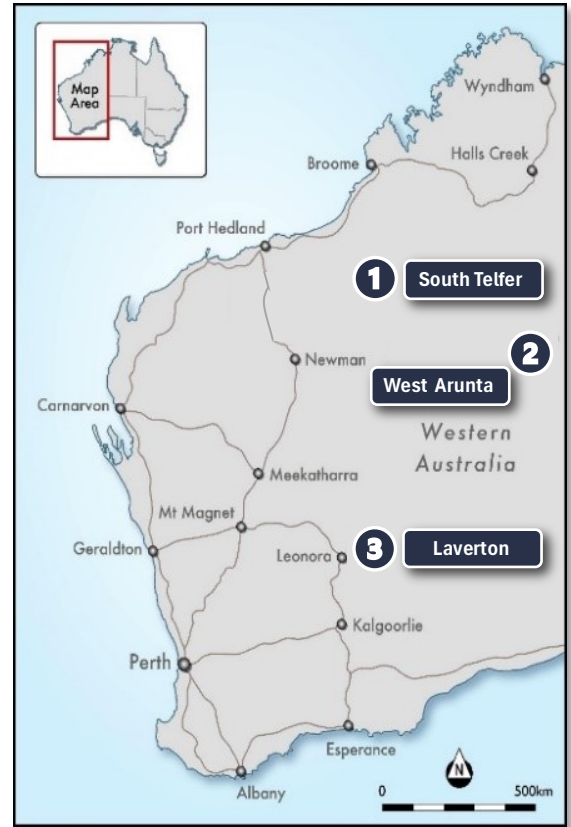 Map
Area
Wyndham
Halls Creek
Broome
Port Hedland
1 South Telfer
2
Newman
West Arunta
Carnarvon
Western
Australia
Meekatharra
Mt Magnet
Geraldton
Leonora
3 Laverton
Kalgoorlie
Perth
Esperance
Albany
N
0 500km